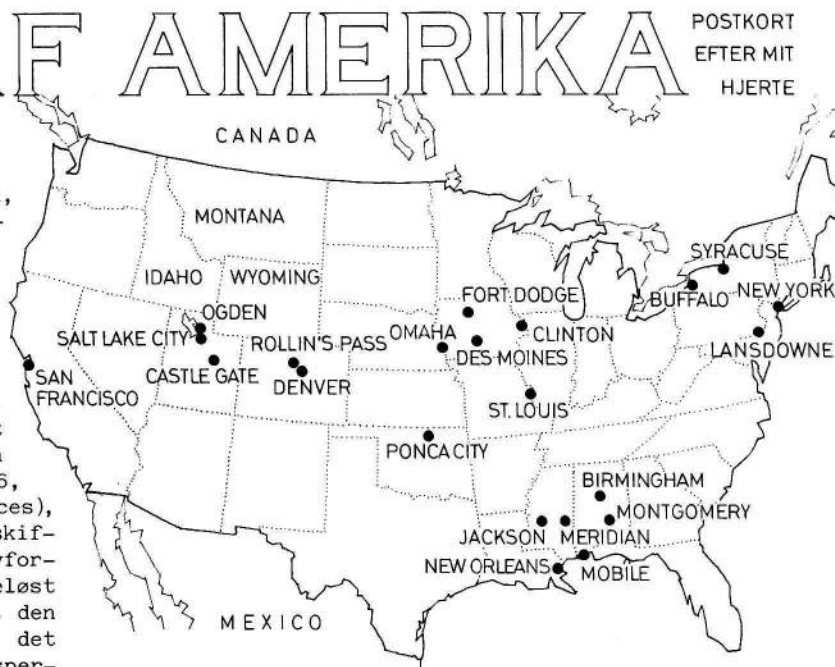 F AMERIKA
POSTKORT
EFTER MIT
HJERTE
CANADA
MONTANA
IDAHO
WYOMING
OGDEN
SALT LAKE CITY
CASTLE GATE
ROLLIN'S PASS
DENVER
SAN
FRANCISCO
FORT DODGE
OMAHA
DES MOINES
CLINTON
ST. LOUIS
PONCA CITY
SYRACUSE
BUFFALO
NEW YORK
LANSDOWNE
BIRMINGHAM
MONTGOMERY
JACKSON
MERIDIAN
NEW ORLEANS
MOBILE
MEXICO
6,
ces),
skif-
vfor-
eløst
den
det
sper-